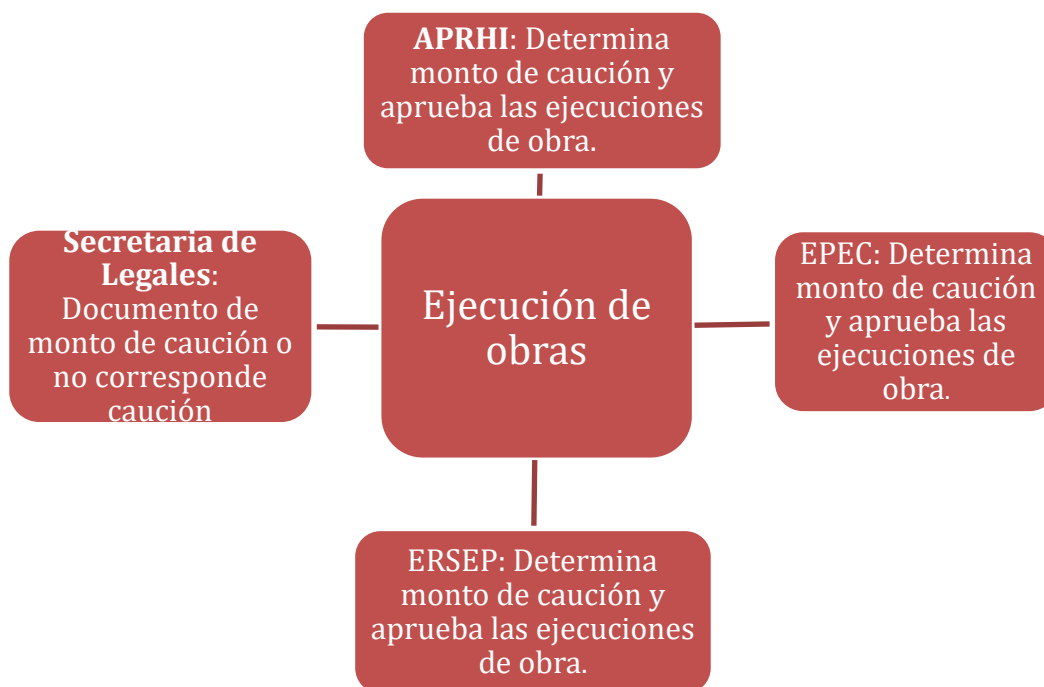 APRHI: Determina
monto de caución y
aprueba las ejecuciones
de obra.
Secretaria de
Legales:
Documento de
monto de caución o
no corresponde
caución
Ejecución de
obras
EPEC: Determina
monto de caución
y aprueba las
ejecuciones de
obra.
ERSEP: Determina
monto de caución y
aprueba las ejecuciones
de obra.